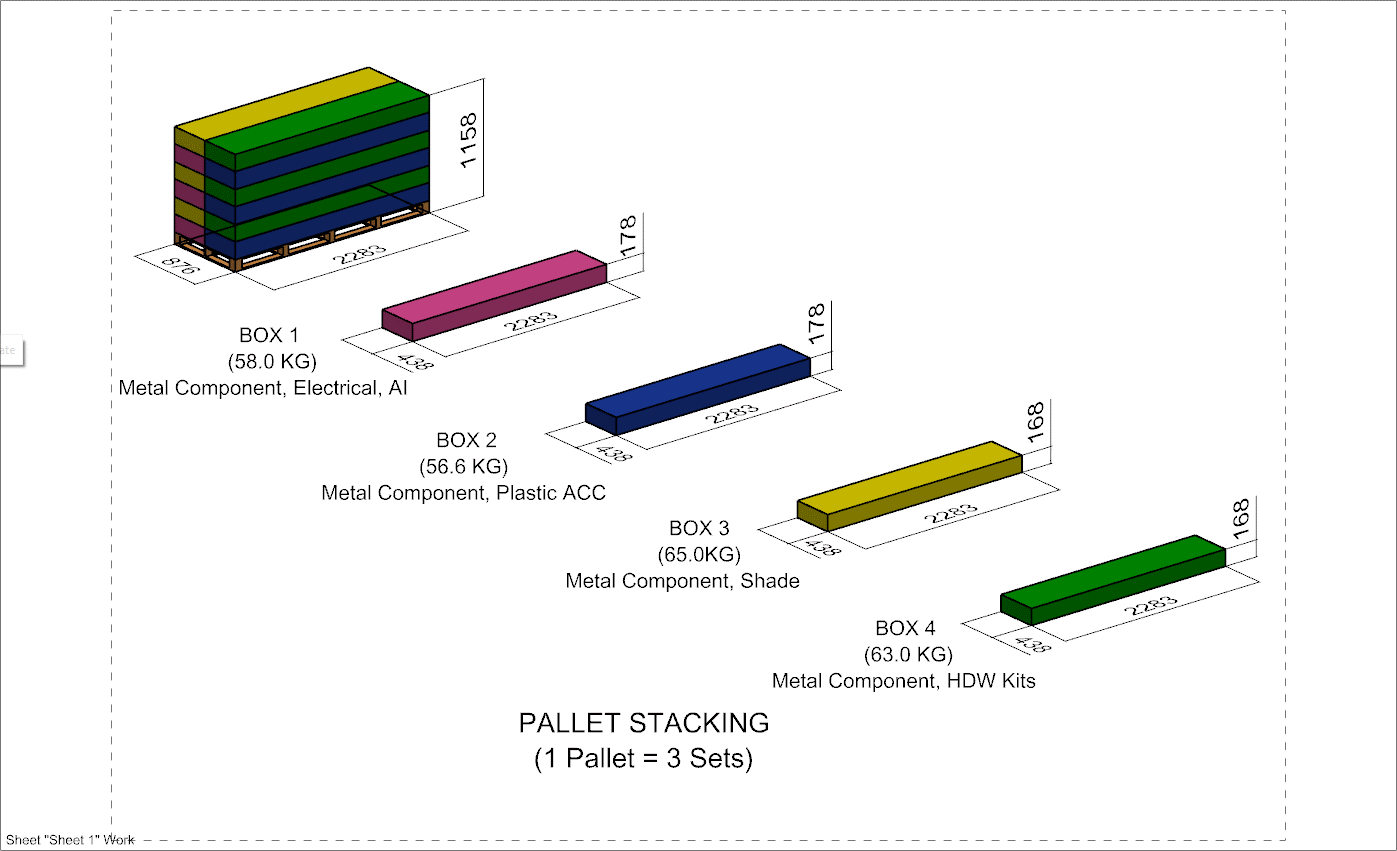 1158
876
2283
178
2283
438
BOX 1
(58.0 KG)
Metal Component, Electrical, AI
178
2283
438
BOX 2
(56.6 KG)
Metal Component, Plastic ACC
168
2283
438
BOX 3
(65.0KG)
Metal Component, Shade
168
2283
438
BOX 4
(63.0 KG)
Metal Component, HDW Kits
PALLET STACKING
(1 Pallet = 3 Sets)
Sheet "Sheet 1" Work